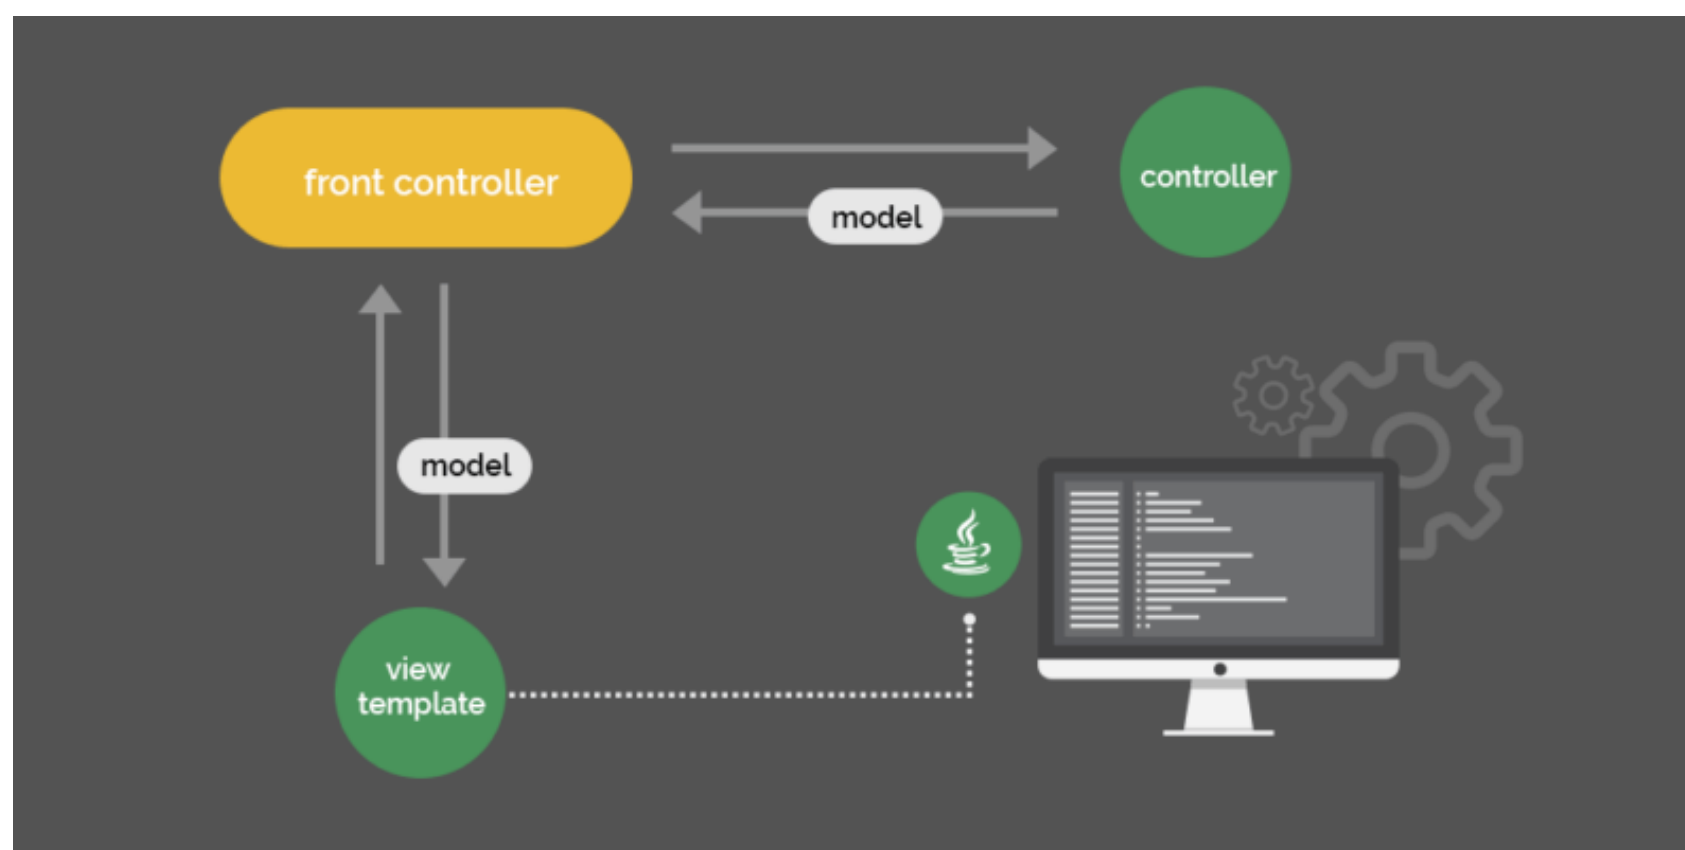 front controller
controller
model
model
view
template